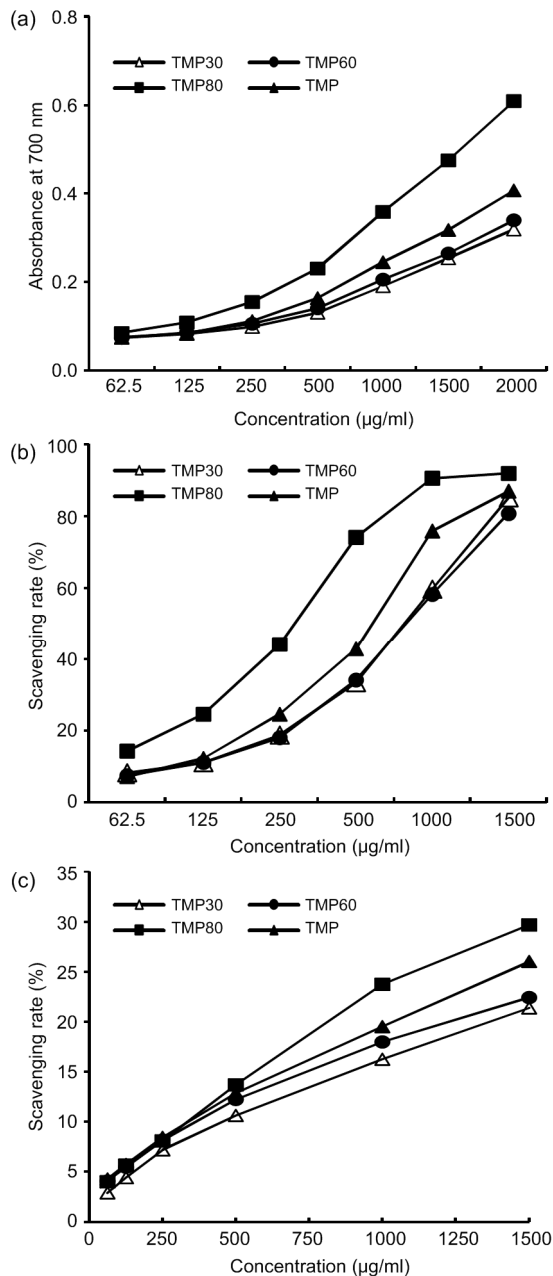 (a)
0.8
0.6
0.4
0.2
0.0
Absorbance at 700 nm
TMP30 TMP60
TMP80 TMP
62.5 125 250 500 1000 1500 2000
Concentration (µg/ml)
(b)
100
80
60
40
20
0
Scavenging rate (%)
TMP30 TMP60
TMP80 TMP
62.5 125 250 500 1000 1500
Concentration (µg/ml)
(c)
35
30
25
20
15
10
5
0
Scavenging rate (%)
TMP30 TMP60
TMP80 TMP
0 250 500 750 1000 1250 1500
Concentration (µg/ml)